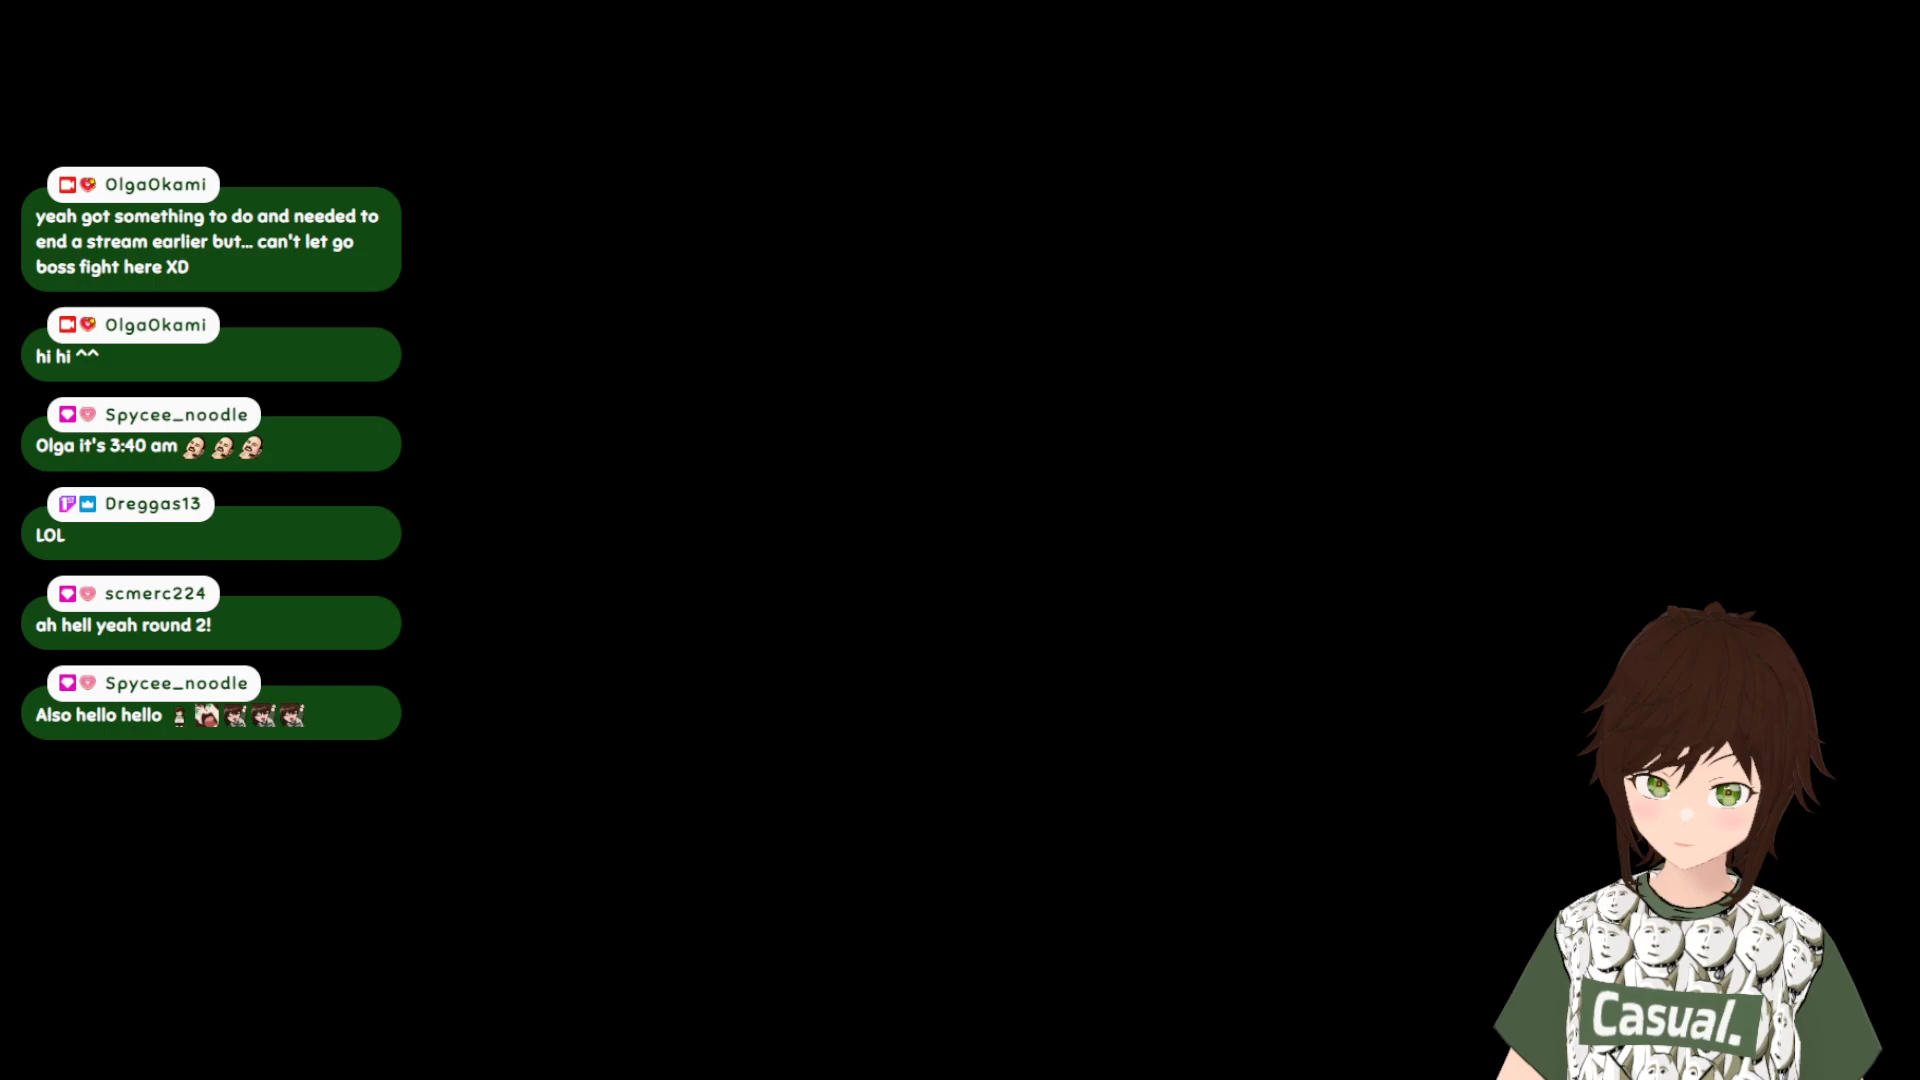 OlgaOkami
yeah got something to do and needed to
end a stream earlier but... can't let go
boss fight here XD
OlgaOkami
hi hi ^^
Spycee_noodle
Olga it's 3:40 am
Dreggas13
LOL
scmerc224
ah hell yeah round 2!
Spycee_noodle
Also hello hello
Casual.